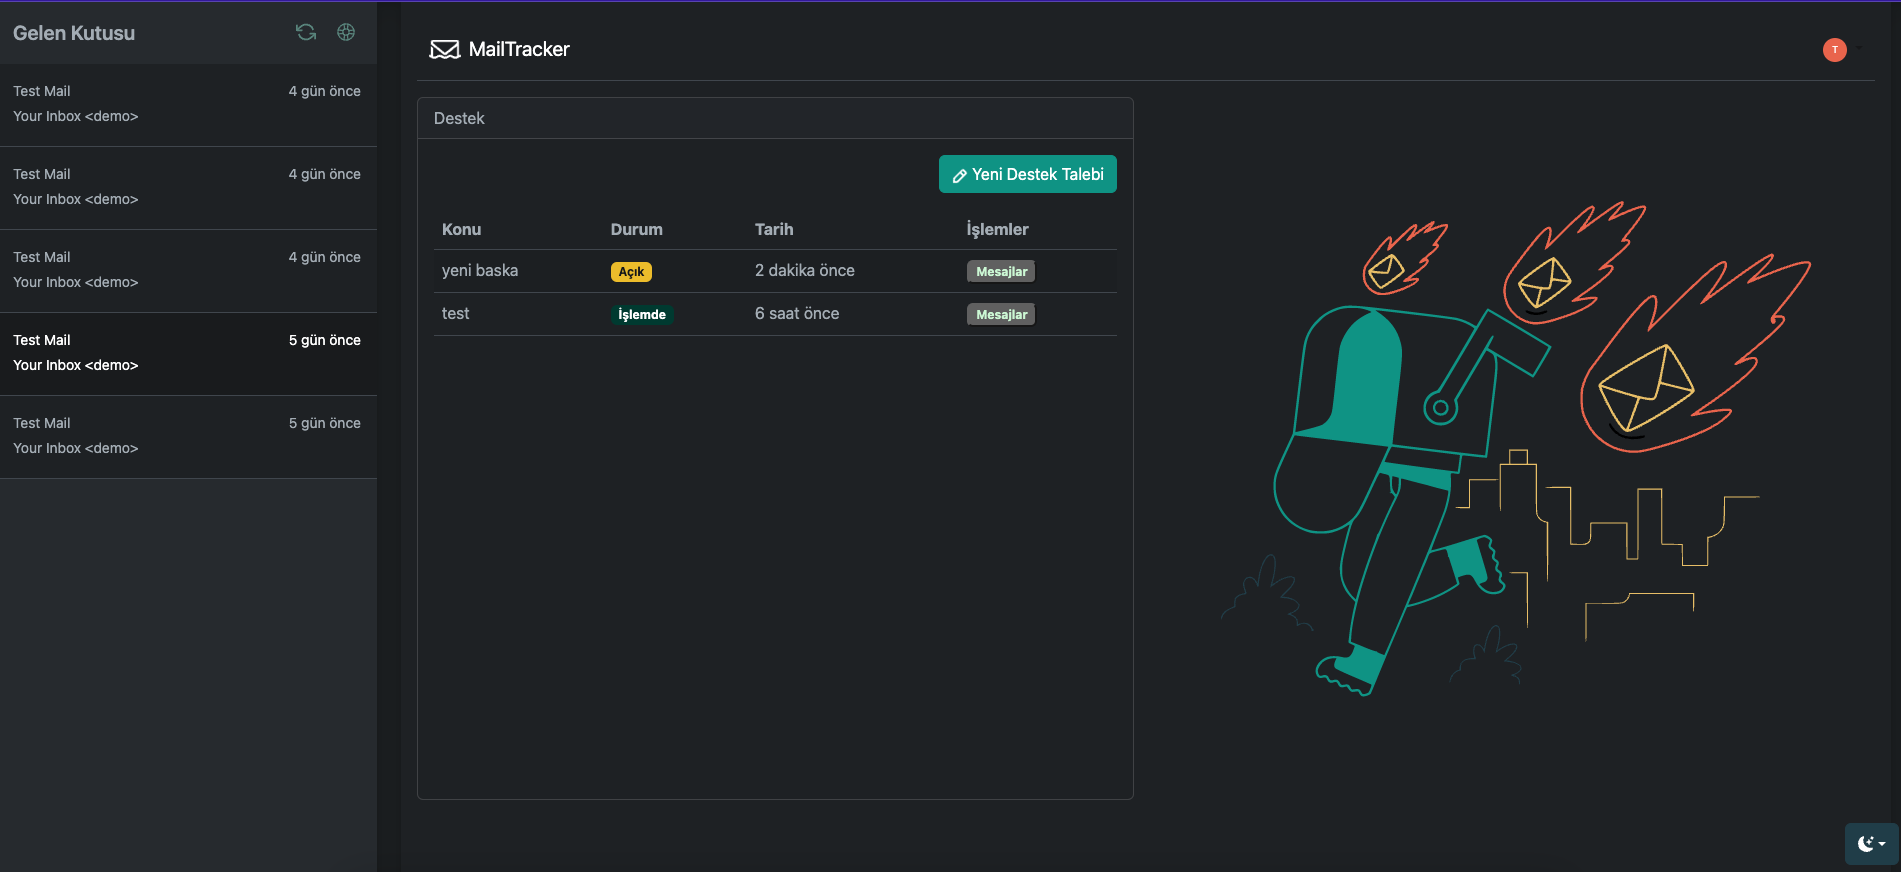 Gelen Kutusu
Test Mail 4 gün önce
Your Inbox <demo>
Test Mail 4 gün önce
Your Inbox <demo>
Test Mail 4 gün önce
Your Inbox <demo>
Test Mail 5 gün önce
Your Inbox <demo>
Test Mail 5 gün önce
Your Inbox <demo>
MailTracker
T
Destek
Yeni Destek Talebi
Konu Durum Tarih İşlemler
yeni baska Açık 2 dakika önce Mesajlar
test İşlemde 6 saat önce Mesajlar